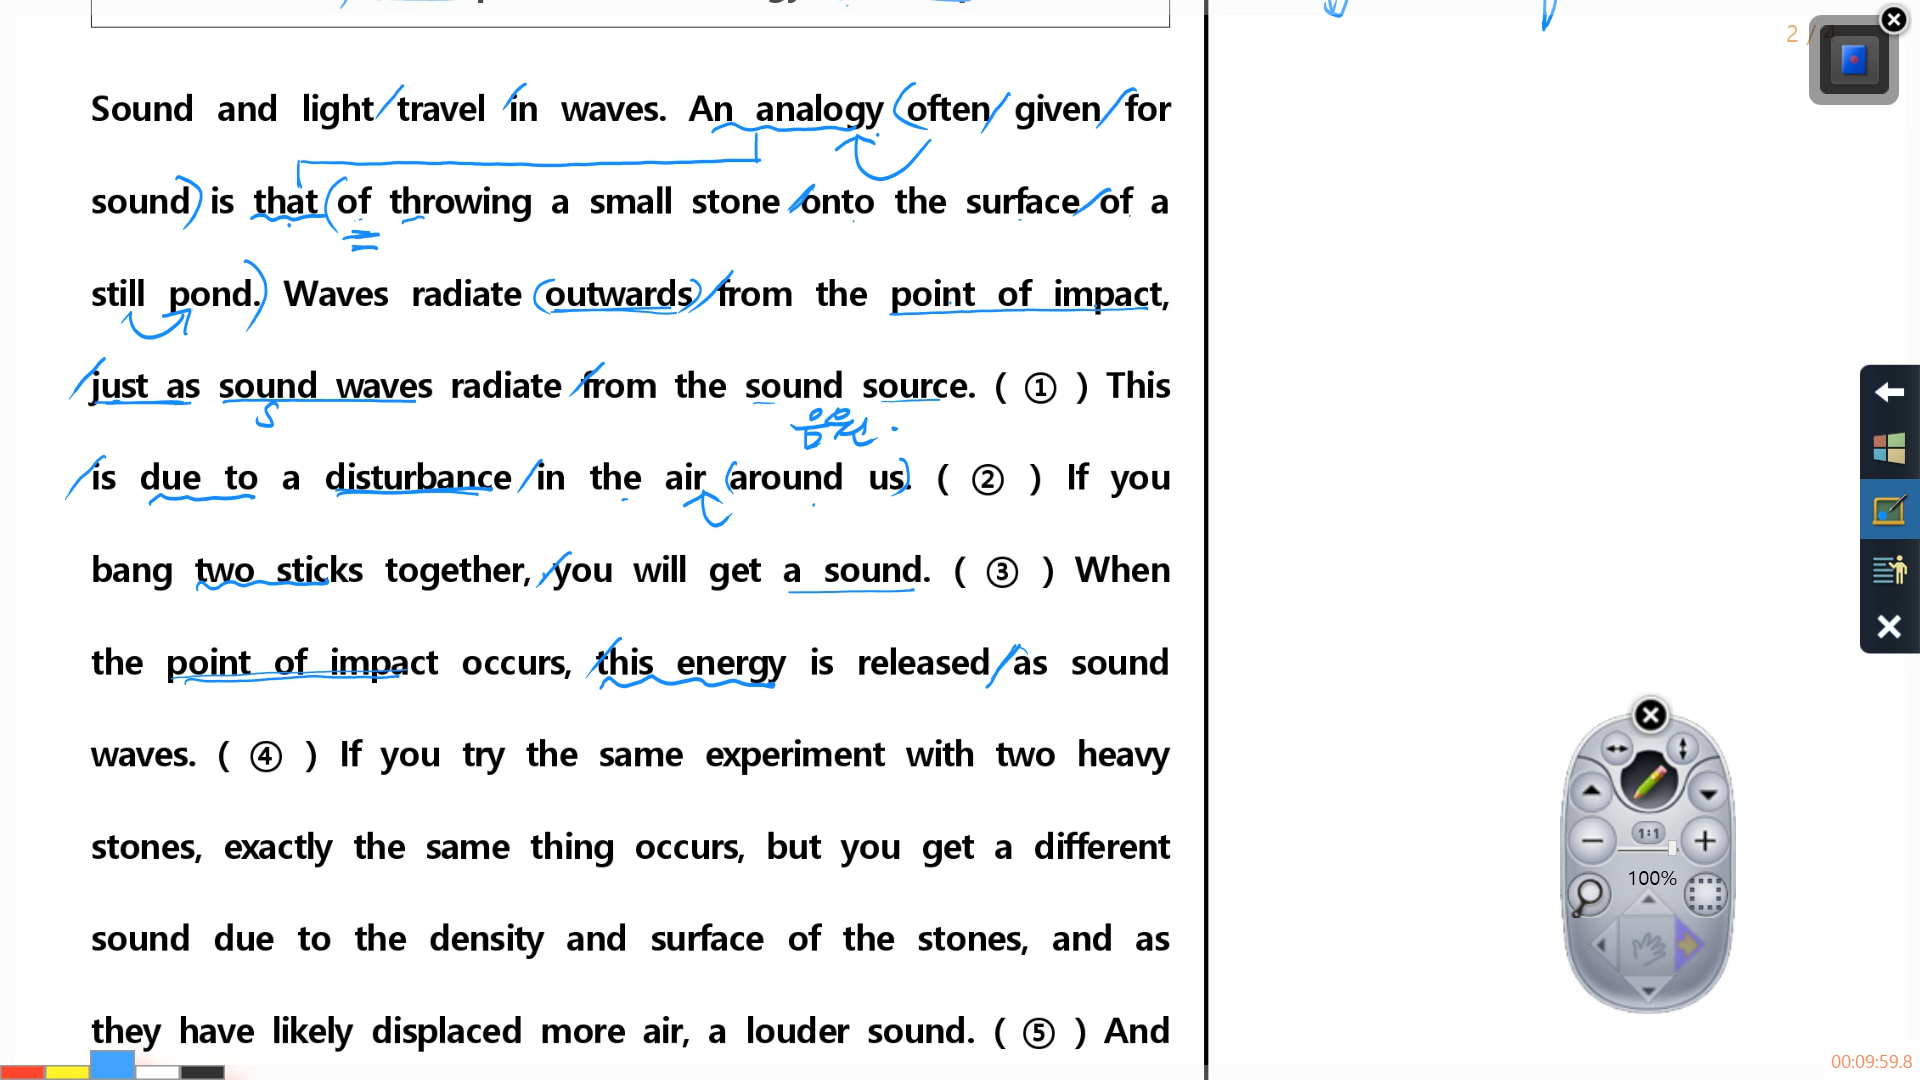 2 / 4
Sound and light travel in waves. An analogy often given for
sound is that of throwing a small stone onto the surface of a
still pond. Waves radiate outwards from the point of impact,
just as sound waves radiate from the sound source. ( ① ) This
S
음원
is due to a disturbance in the air around us. ( ② ) If you
bang two sticks together, you will get a sound. ( ③ ) When
the point of impact occurs, this energy is released as sound
waves. ( ④ ) If you try the same experiment with two heavy
stones, exactly the same thing occurs, but you get a different
sound due to the density and surface of the stones, and as
they have likely displaced more air, a louder sound. ( ⑤ ) And
1:1
100%
00:09:59.8